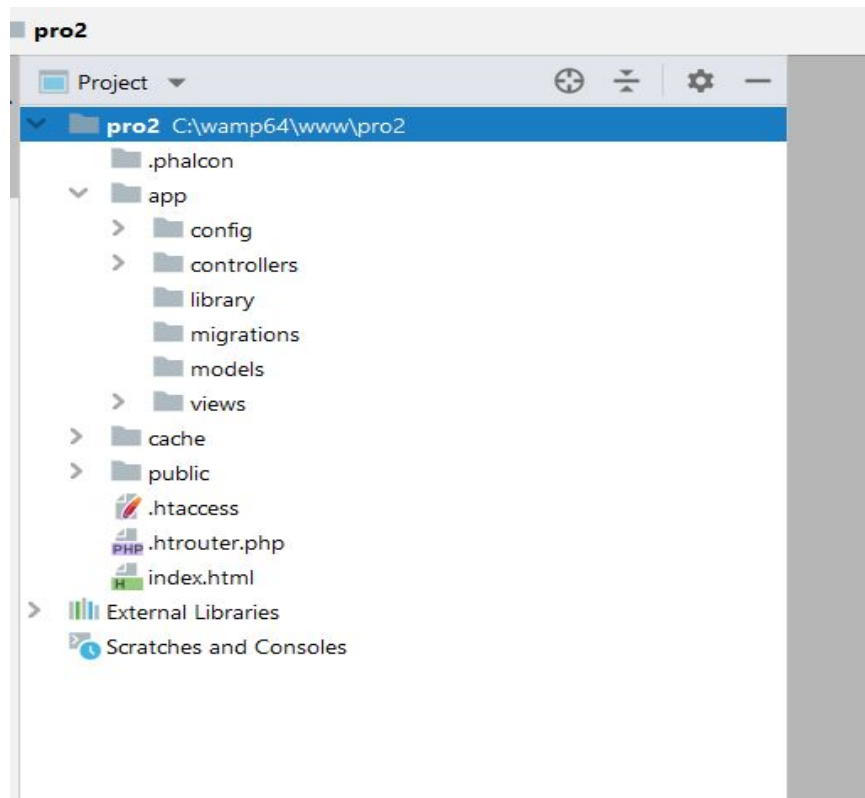 pro2
Project
pro2 C:\wamp64\www\pro2
.phalcon
app
config
controllers
library
migrations
models
views
cache
public
.htaccess
PHP .htrouter.php
H index.html
External Libraries
Scratches and Consoles